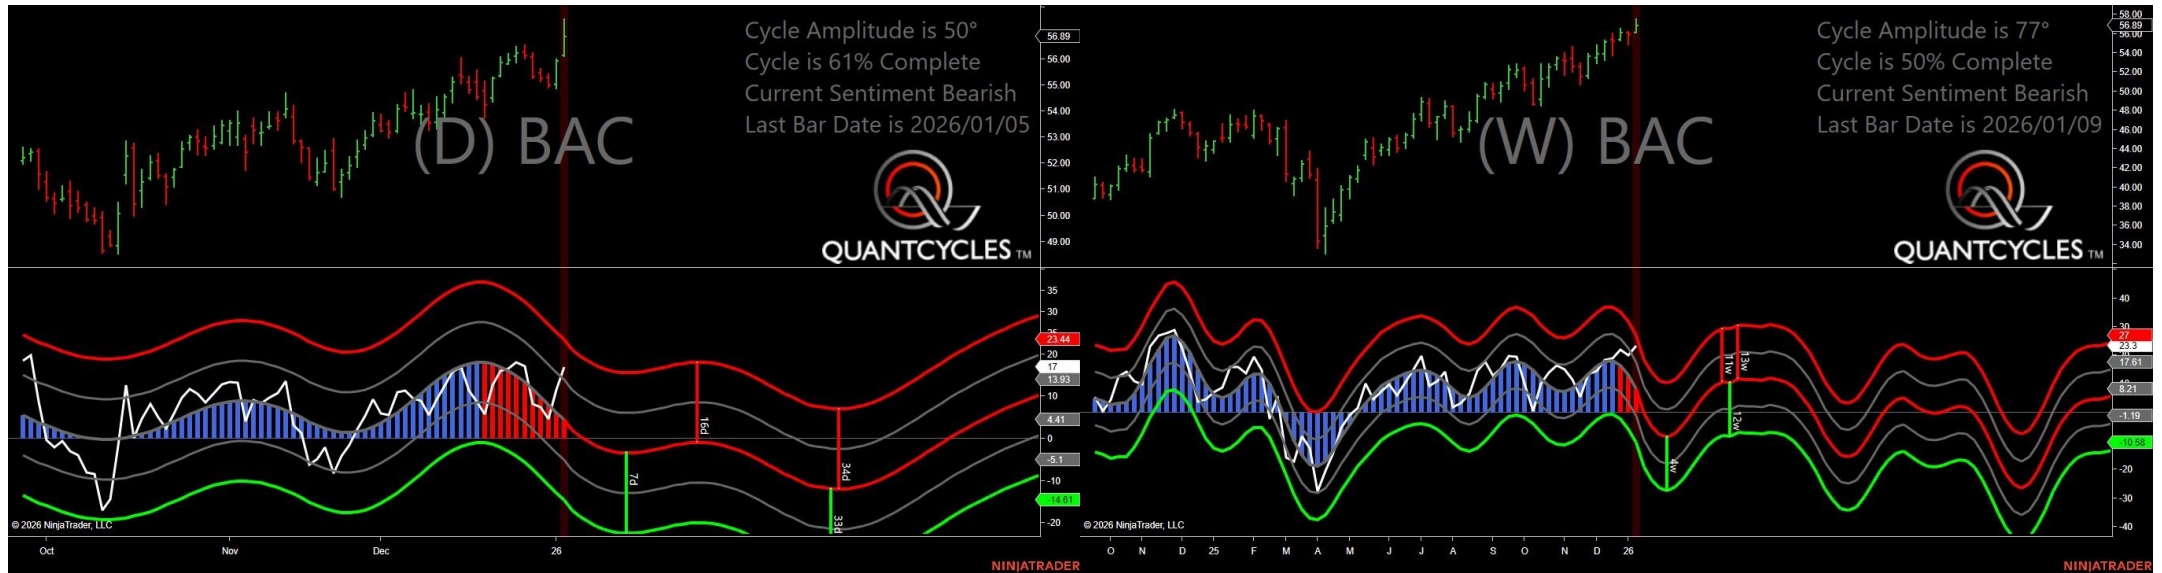 Cycle Amplitude is 50°
Cycle is 61% Complete
Current Sentiment Bearish
Last Bar Date is 2026/01/05
(D) BAC
QUANTCYCLES TM
56.89
56.00
55.00
54.00
53.00
52.00
51.00
50.00
49.00
35
30
25
23.44
20
17
13.93
10
4.41
0
-5.1
-10
-14.61
-20
16d
7d
34d
33d
© 2026 NinjaTrader, LLC
Oct Nov Dec 26
NINJATRADER
Cycle Amplitude is 77°
Cycle is 50% Complete
Current Sentiment Bearish
Last Bar Date is 2026/01/09
(W) BAC
QUANTCYCLES TM
58.00
56.89
56.00
54.00
52.00
50.00
48.00
46.00
44.00
42.00
40.00
38.00
36.00
34.00
40
30
27
23.3
17.61
8.21
-1.19
-10.58
-20
-30
-40
11w
13w
12w
4w
© 2026 NinjaTrader, LLC
O N D 25 F M A M J J A S O N D 26
NINJATRADER